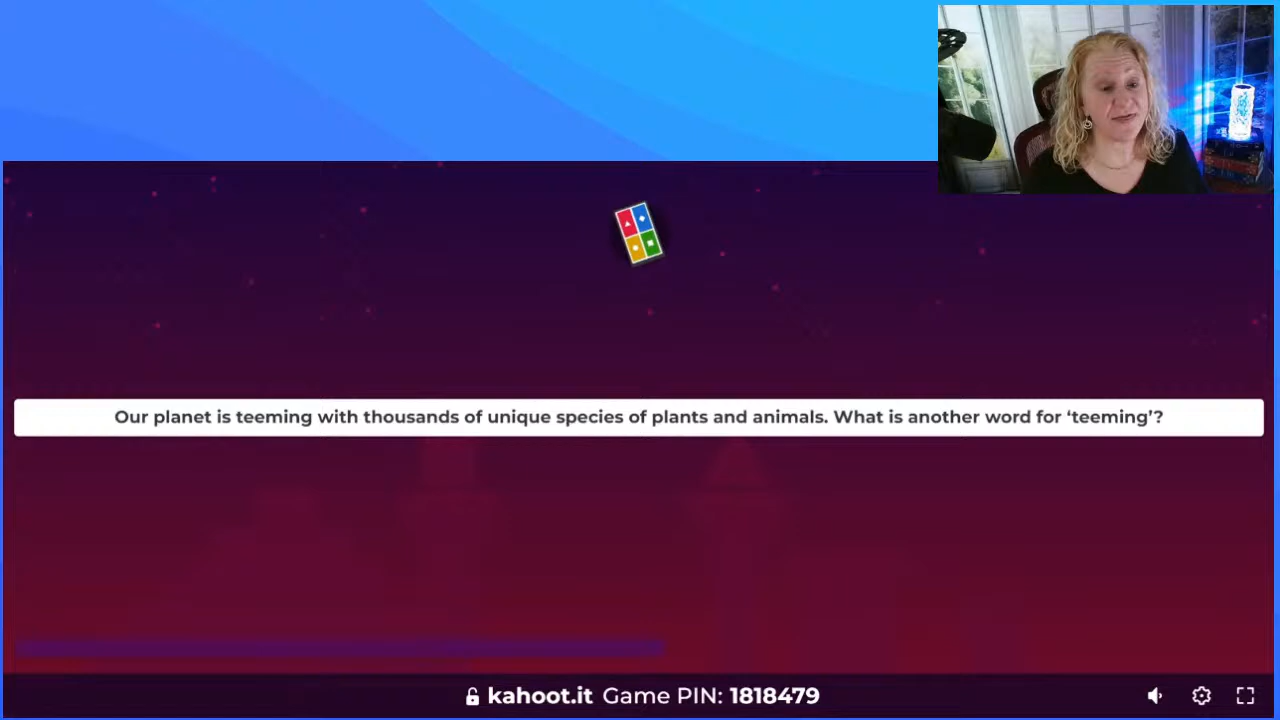 Our planet is teeming with thousands of unique species of plants and animals. What is another word for ‘teeming’?
kahoot.it Game PIN: 1818479